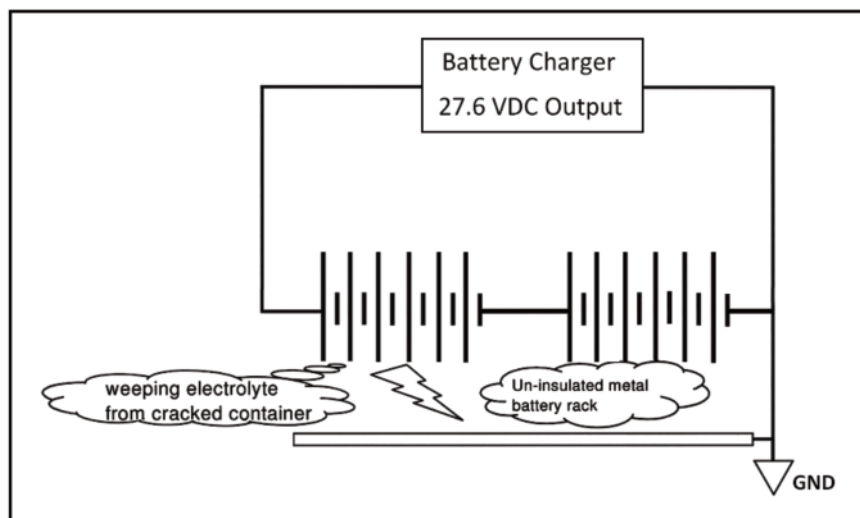 Battery Charger
27.6 VDC Output
weeping electrolyte
from cracked container
Un-insulated metal
battery rack
GND